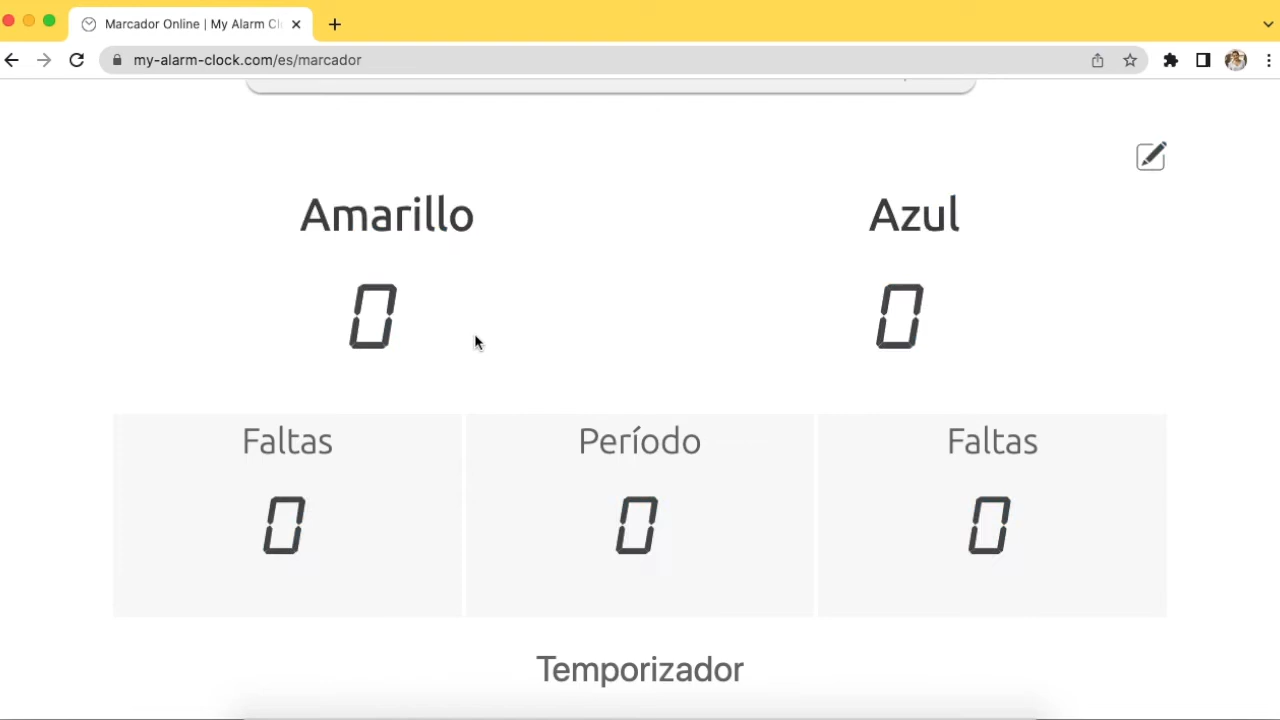 Marcador Online | My Alarm Cl
my-alarm-clock.com/es/marcador
Amarillo
Azul
0
0
Faltas
Período
Faltas
0
0
0
Temporizador